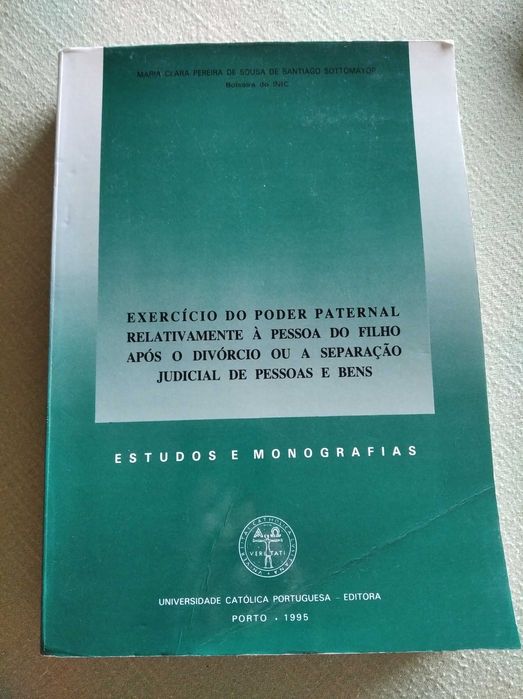 MARIA CLARA PEREIRA DE SOUSA DE SANTIAGO SOTTOMAYOR
Bolseira do INIC
EXERCÍCIO DO PODER PATERNAL
RELATIVAMENTE À PESSOA DO FILHO
APÓS O DIVÓRCIO OU A SEPARAÇÃO
JUDICIAL DE PESSOAS E BENS
ESTUDOS E MONOGRAFIAS
VERITATI
UNIVERSIDADE CATÓLICA PORTUGUESA - EDITORA
PORTO • 1995